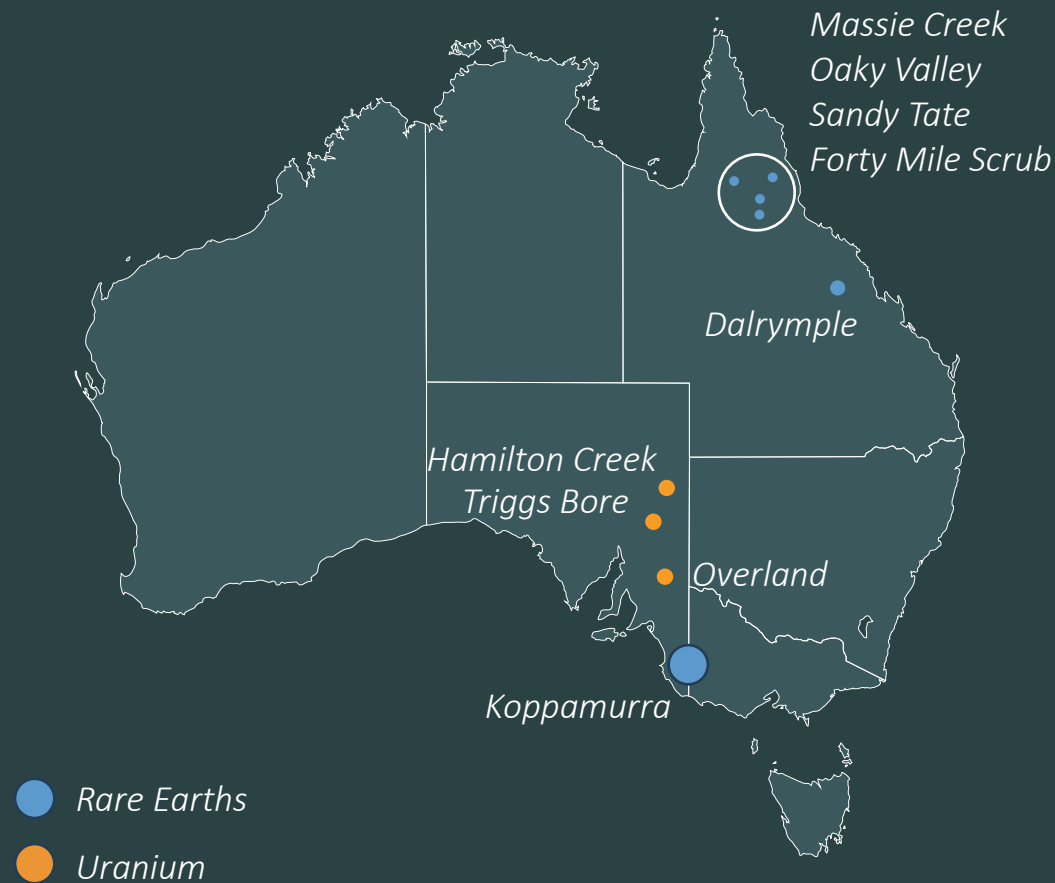 Massie Creek
Oaky Valley
Sandy Tate
Forty Mile Scrub
Dalrymple
Hamilton Creek
Triggs Bore
Overland
Koppamurra
Rare Earths
Uranium